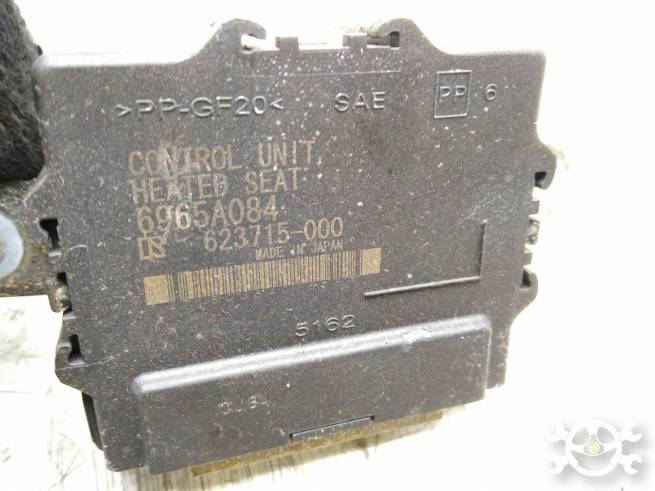 >PP-GF20< SAE PP 6
CONTROL UNIT,
HEATED SEAT
6965A084
623715-000
MADE IN JAPAN
5162